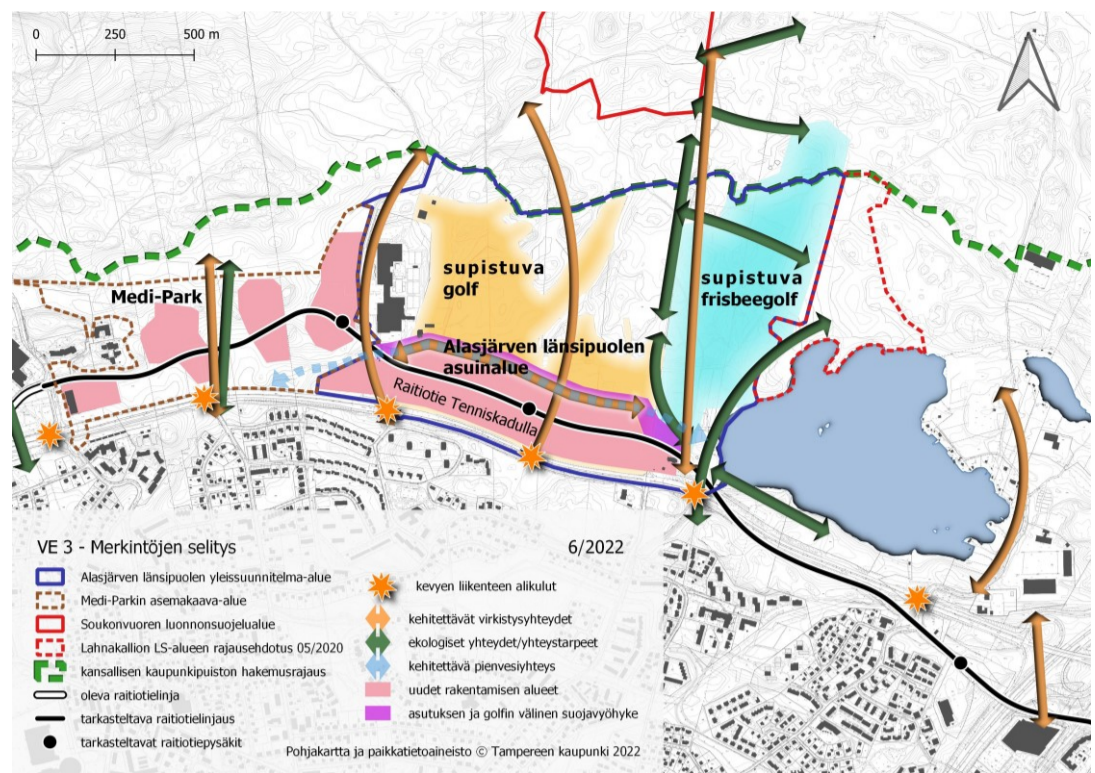 0 250 500 m
Medi-Park
supistuva
golf
supistuva
frisbeegolf
Alasjärven länsipuolen
asuinalue
Raitiotie Tenniskadulla
VE 3 - Merkintöjen selitys
6/2022
Alasjärven länsipuolen yleissuunnitelma-alue
Medi-Parkin asemakaava-alue
Soukonvuoren luonnonsuojelualue
Lahnakallion LS-alueen rajausehdotus 05/2020
kansallisen kaupunkipuiston hakemusrajaus
oleva raitiotielinja
tarkasteltava raitiotielinjaus
tarkasteltavat raitiotiepysäkit
kevyen liikenteen alikulut
kehitettävät virkistysyhteydet
ekologiset yhteydet/yhteystarpeet
kehitettävä pienvesiyhteys
uudet rakentamisen alueet
asutuksen ja golfin välinen suojavyöhyke
Pohjakartta ja paikkatietoaineisto © Tampereen kaupunki 2022